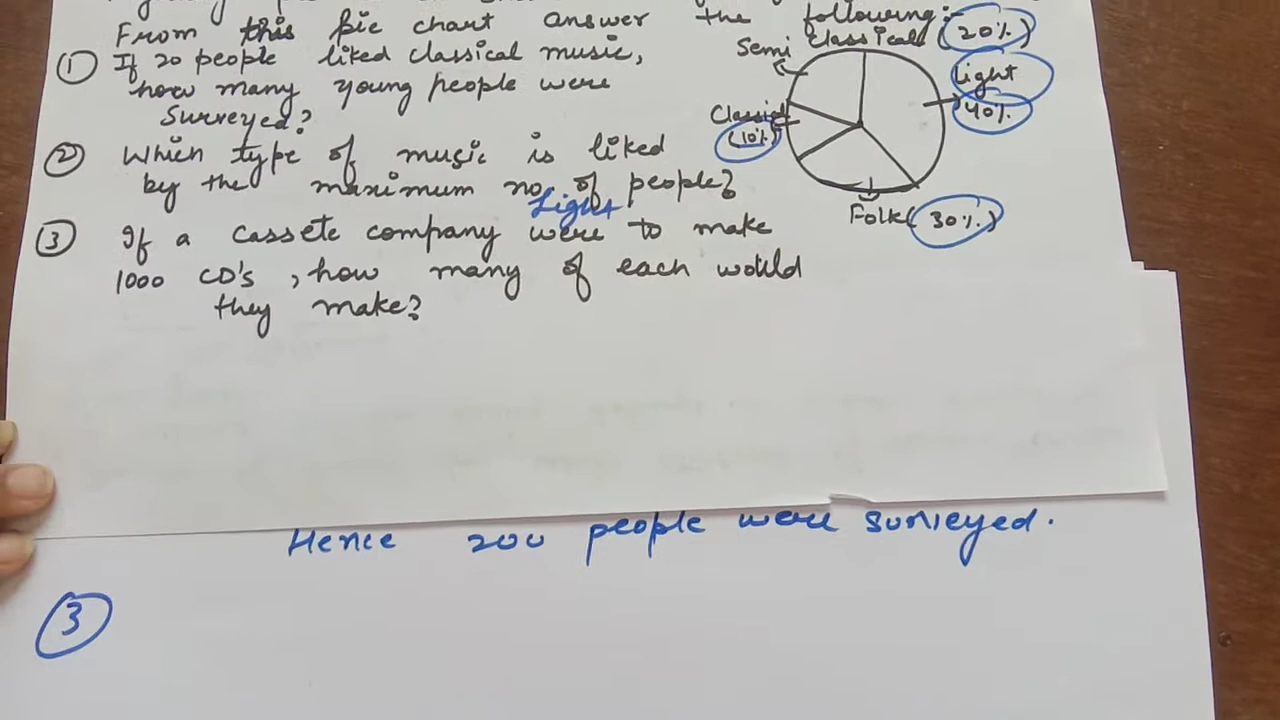 From this pie chart answer the following:-
① If 20 people liked classical music,
how many young people were
Surveyed?
② Which type of music is liked
by the maximum no. of people?
Light
③ If a cassete company were to make
1000 CD's, how many of each would
they make?
Semi classical (20%)
Light
40%
Classical
(10%)
Folk (30%)
Hence 200 people were surveyed.
③